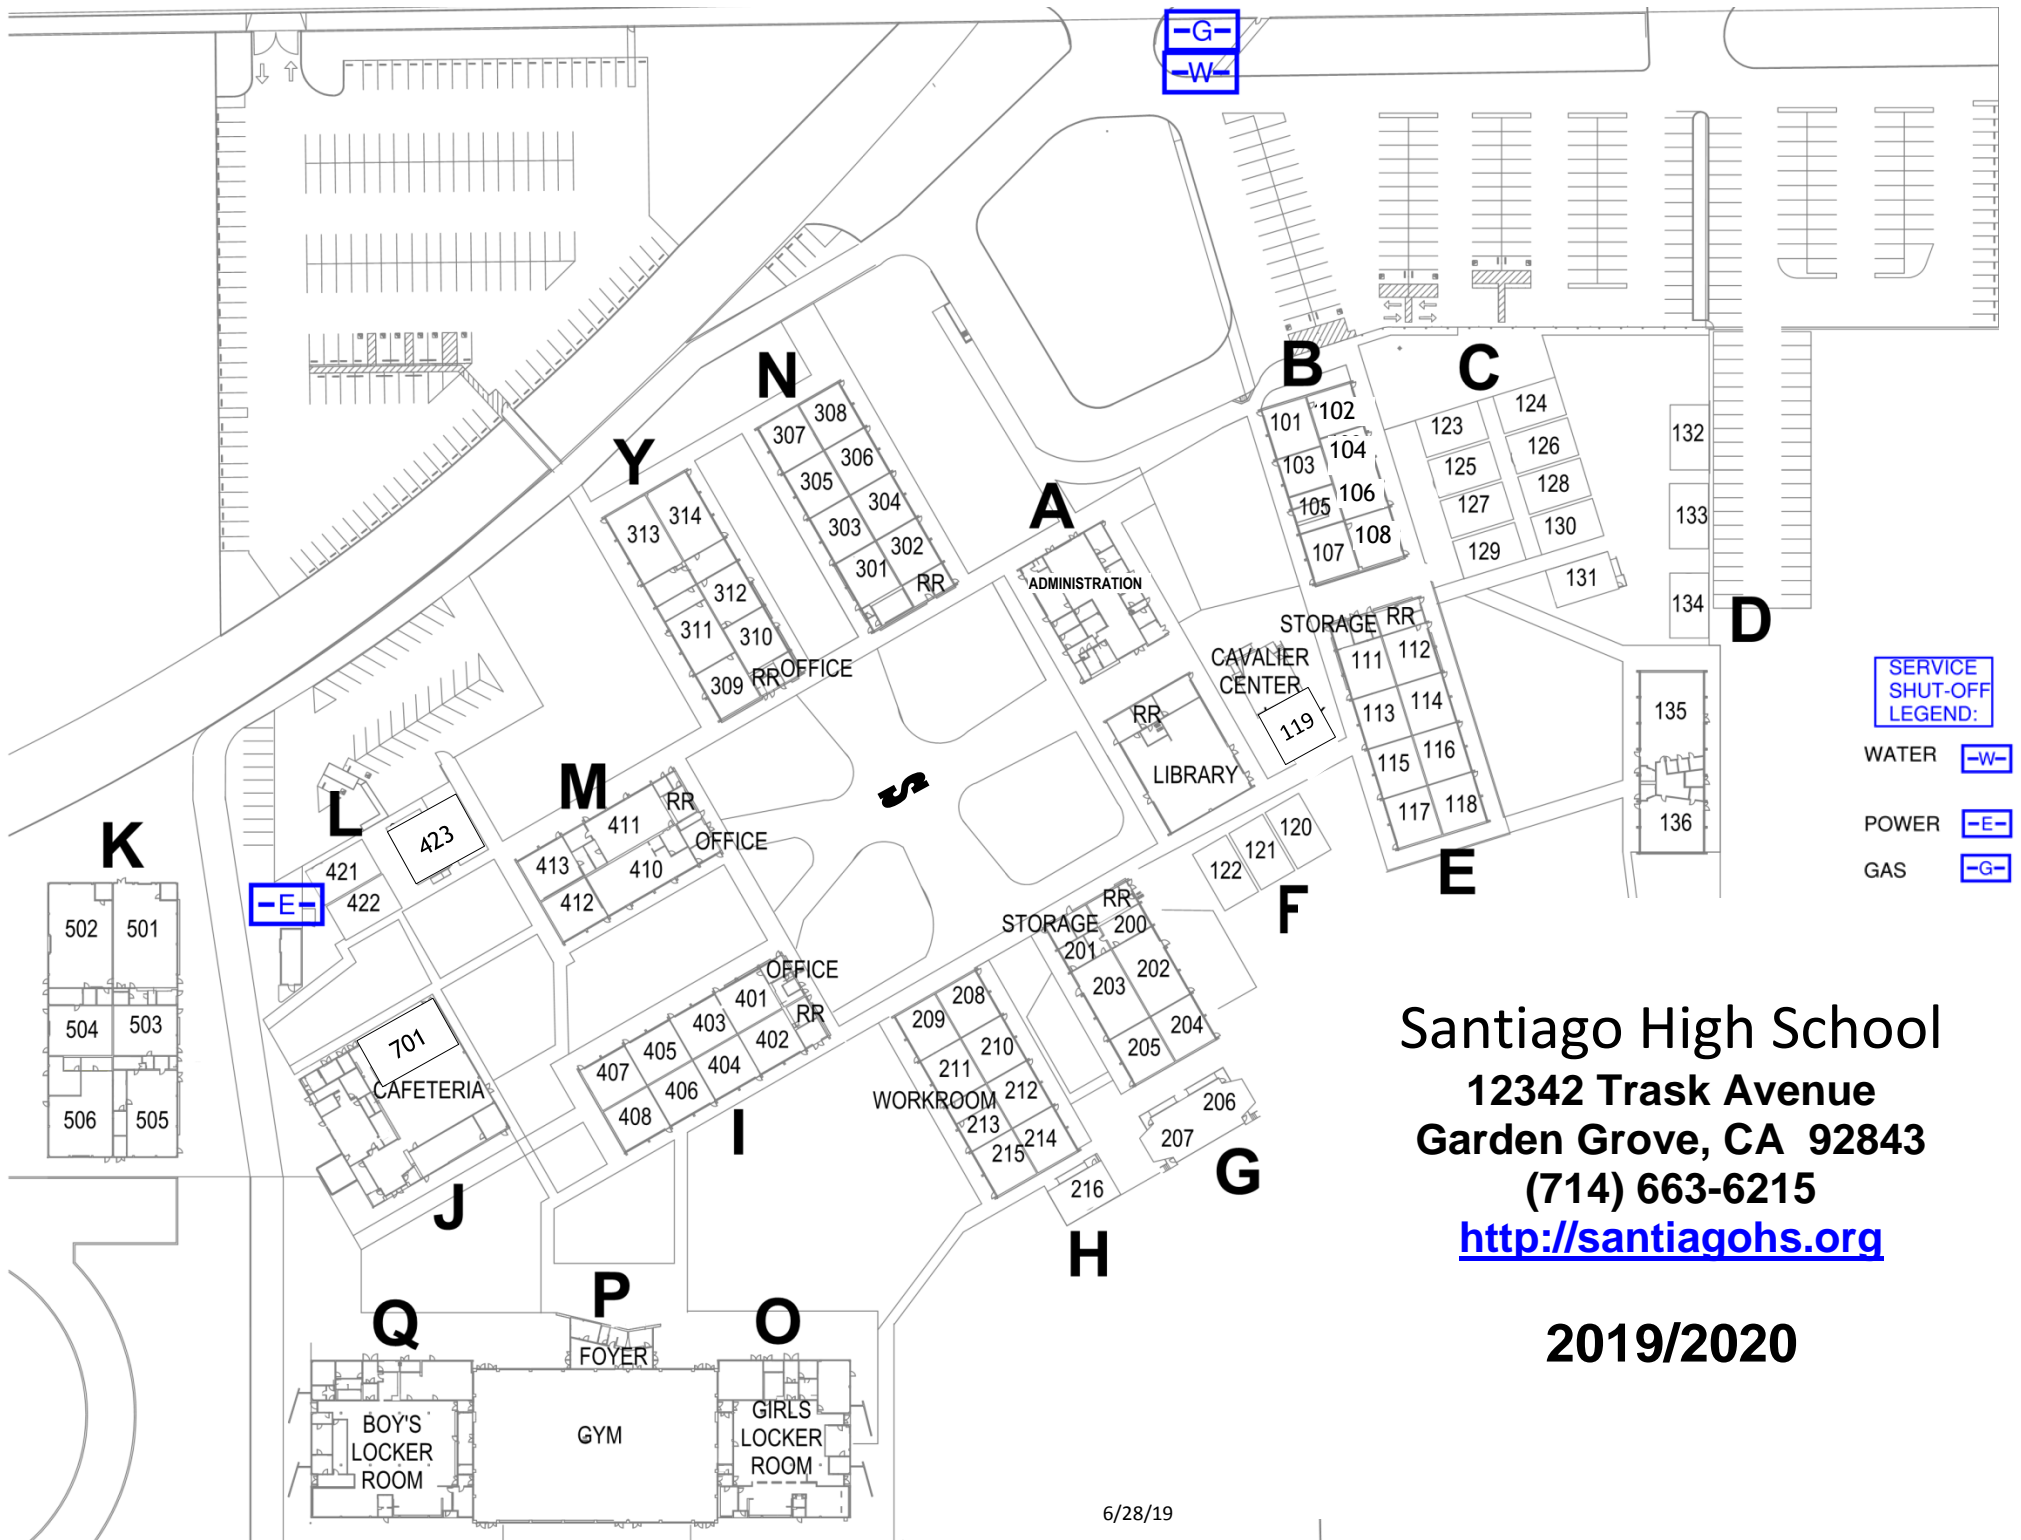 -G-
-W-
N
308
307
306
305
304
303
302
301
RR
Y
314
313
312
311
310
309
RR
OFFICE
A
ADMINISTRATION
B
101
102
103
104
105
106
107
108
C
123
124
125
126
127
128
129
130
131
132
133
134
D
135
136
STORAGE
RR
111
112
113
114
115
116
117
118
E
CAVALIER
CENTER
119
RR
LIBRARY
S
120
121
122
F
SERVICE
SHUT-OFF
LEGEND:
WATER -W-
POWER -E-
GAS -G-
M
411
RR
OFFICE
413
410
412
L
423
421
422
-E-
K
502
501
504
503
506
505
701
CAFETERIA
J
OFFICE
401
RR
403
402
405
404
407
406
408
I
STORAGE
RR
200
201
202
203
204
205
206
207
G
208
209
210
211
212
WORKROOM
213
214
215
216
H
Santiago High School
12342 Trask Avenue
Garden Grove, CA 92843
(714) 663-6215
http://santiagohs.org
2019/2020
Q
P
O
FOYER
BOY'S
LOCKER
ROOM
GYM
GIRLS
LOCKER
ROOM
6/28/19